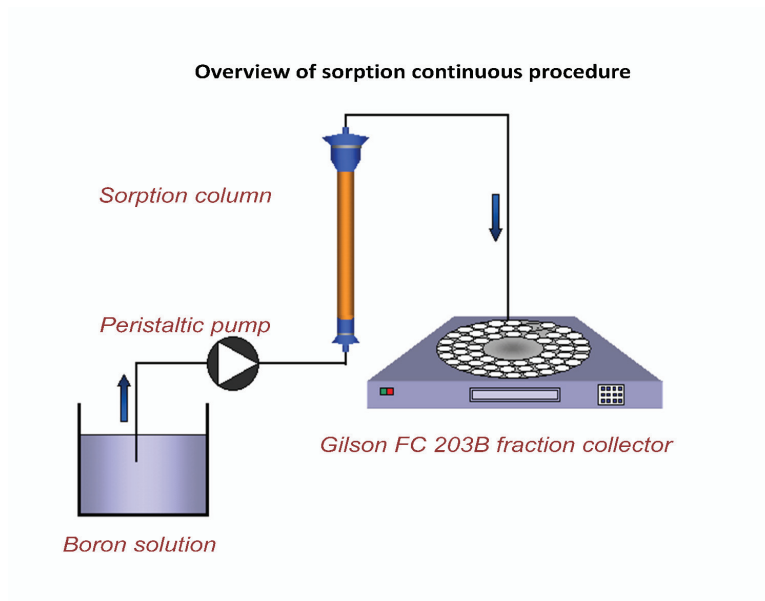 Overview of sorption continuous procedure
Sorption column
Peristaltic pump
Gilson FC 203B fraction collector
Boron solution